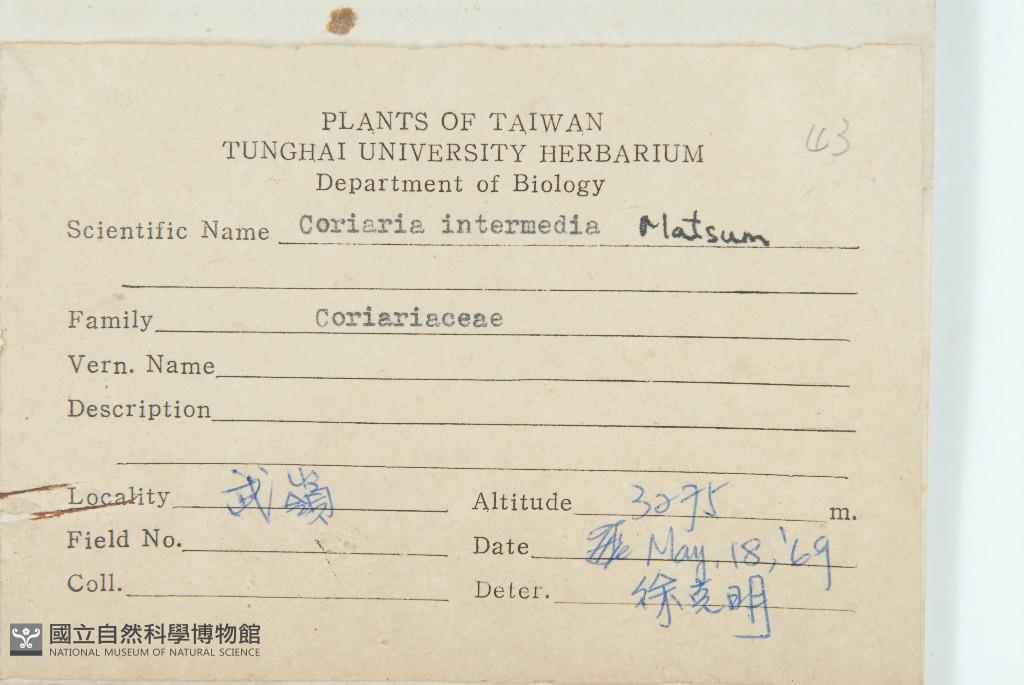 43
PLANTS OF TAIWAN
TUNGHAI UNIVERSITY HERBARIUM
Department of Biology
Scientific Name Coriaria intermedia Matsum
Family Coriariaceae
Vern. Name
Description
Locality 武嶺 Altitude 3275 m.
Field No. Date May, 18, '69
Coll. Deter. 徐克明
國立自然科學博物館
NATIONAL MUSEUM OF NATURAL SCIENCE